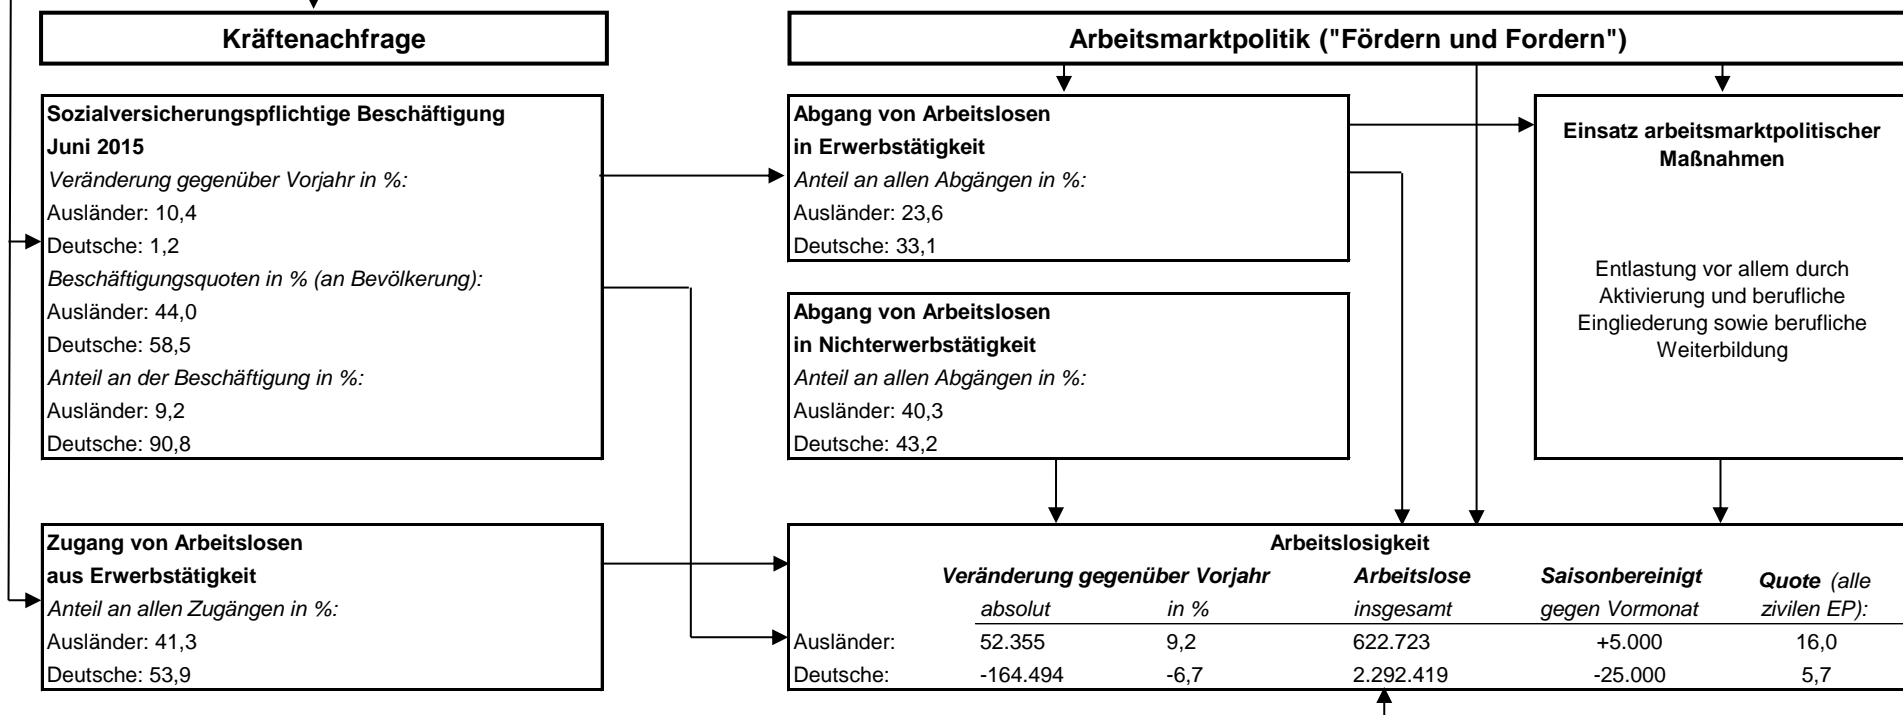 Kräftenachfrage
Arbeitsmarktpolitik ("Fördern und Fordern")
Sozialversicherungspflichtige Beschäftigung
Juni 2015
Veränderung gegenüber Vorjahr in %:
Ausländer: 10,4
Deutsche: 1,2
Beschäftigungsquoten in % (an Bevölkerung):
Ausländer: 44,0
Deutsche: 58,5
Anteil an der Beschäftigung in %:
Ausländer: 9,2
Deutsche: 90,8
Abgang von Arbeitslosen
in Erwerbstätigkeit
Anteil an allen Abgängen in %:
Ausländer: 23,6
Deutsche: 33,1
Abgang von Arbeitslosen
in Nichterwerbstätigkeit
Anteil an allen Abgängen in %:
Ausländer: 40,3
Deutsche: 43,2
Einsatz arbeitsmarktpolitischer
Maßnahmen
Entlastung vor allem durch
Aktivierung und berufliche
Eingliederung sowie berufliche
Weiterbildung
Zugang von Arbeitslosen
aus Erwerbstätigkeit
Anteil an allen Zugängen in %:
Ausländer: 41,3
Deutsche: 53,9
Arbeitslosigkeit
Veränderung gegenüber Vorjahr Arbeitslose Saisonbereinigt Quote (alle
absolut in % insgesamt gegen Vormonat zivilen EP):
Ausländer: 52.355 9,2 622.723 +5.000 16,0
Deutsche: -164.494 -6,7 2.292.419 -25.000 5,7